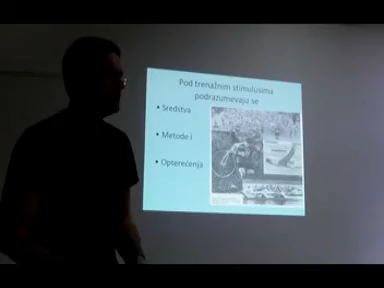 Pod trenažnim stimulusima
podrazumevaju se
• Sredstva
• Metode i
• Opterećenja